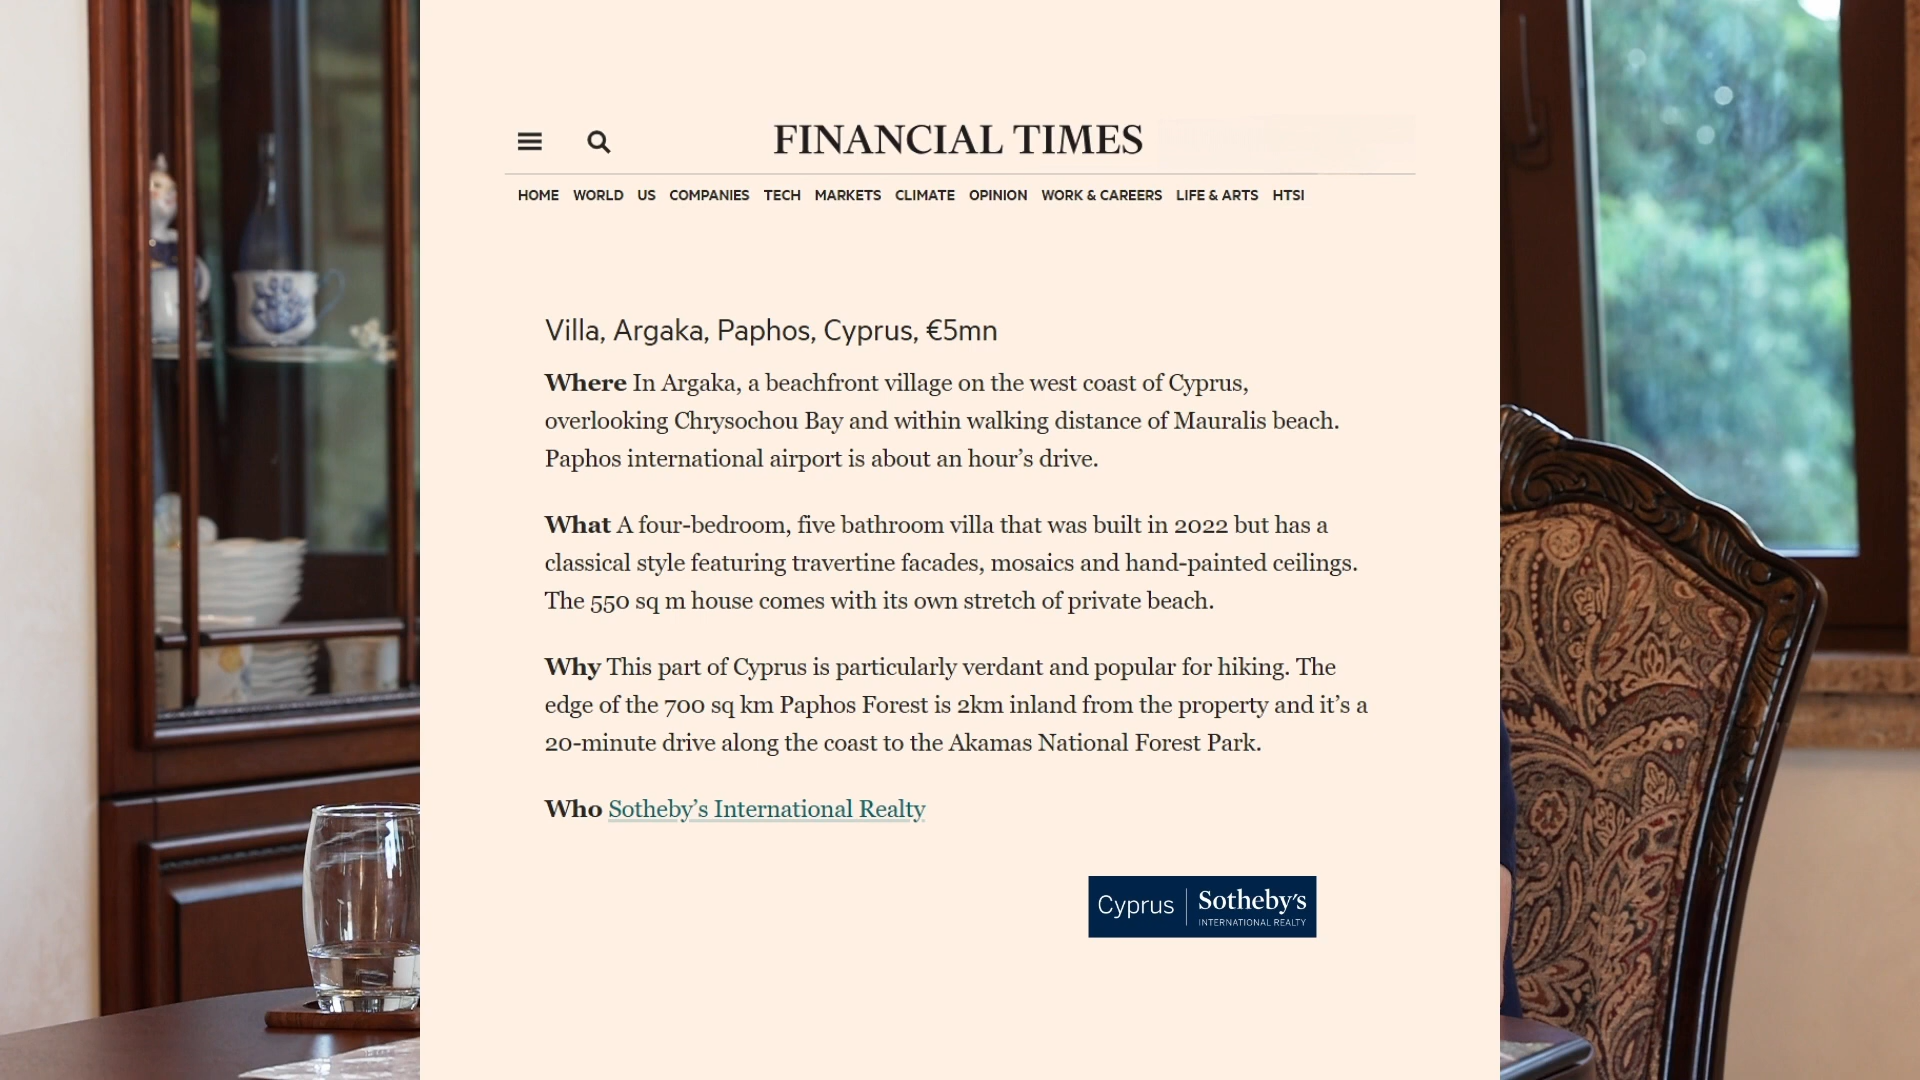 FINANCIAL TIMES
HOME WORLD US COMPANIES TECH MARKETS CLIMATE OPINION WORK & CAREERS LIFE & ARTS HTSI
Villa, Argaka, Paphos, Cyprus, €5mn
Where In Argaka, a beachfront village on the west coast of Cyprus,
overlooking Chrysochou Bay and within walking distance of Mauralis beach.
Paphos international airport is about an hour’s drive.
What A four-bedroom, five bathroom villa that was built in 2022 but has a
classical style featuring travertine facades, mosaics and hand-painted ceilings.
The 550 sq m house comes with its own stretch of private beach.
Why This part of Cyprus is particularly verdant and popular for hiking. The
edge of the 700 sq km Paphos Forest is 2km inland from the property and it’s a
20-minute drive along the coast to the Akamas National Forest Park.
Who Sotheby’s International Realty
Cyprus Sotheby’s
INTERNATIONAL REALTY